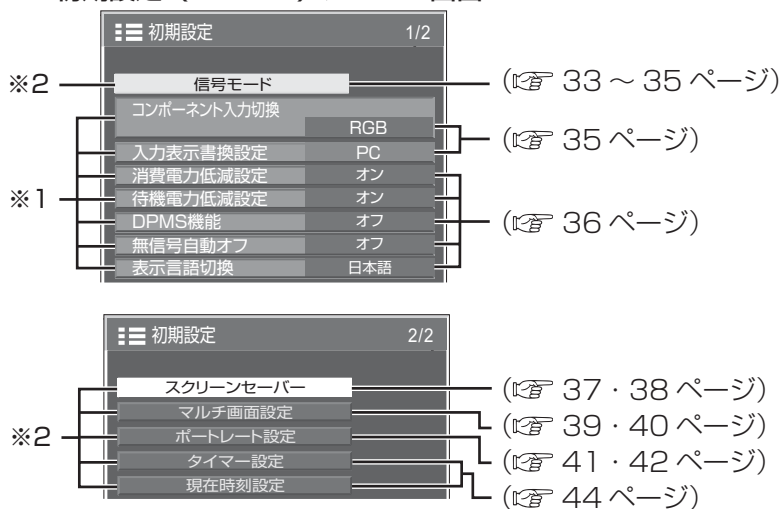 初期設定 1/2
※2 信号モード (☞ 33 ～ 35 ページ)
コンポーネント入力切換
RGB
(☞ 35 ページ)
入力表示書換設定 PC
消費電力低減設定 オン
※1 待機電力低減設定 オン
DPMS機能 オフ (☞ 36 ページ)
無信号自動オフ オフ
表示言語切換 日本語
初期設定 2/2
スクリーンセーバー (☞ 37・38 ページ)
マルチ画面設定 (☞ 39・40 ページ)
※2 ポートレート設定 (☞ 41・42 ページ)
タイマー設定
現在時刻設定 (☞ 44 ページ)